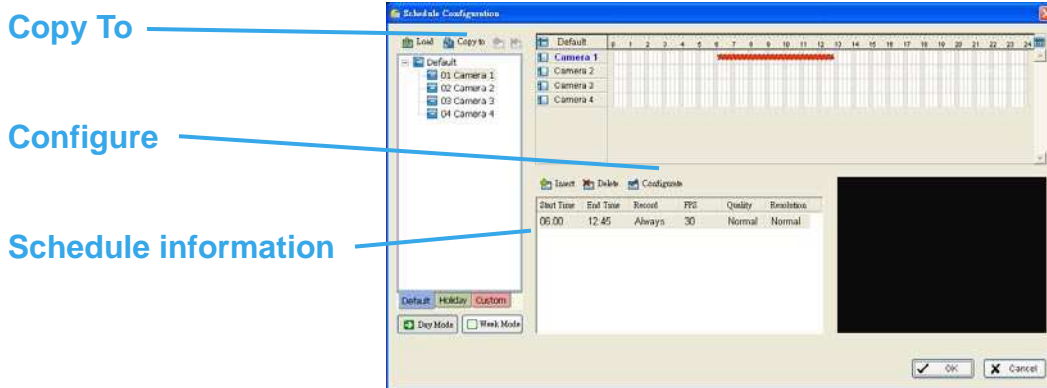 Copy To
Configure
Schedule information
Schedule Configuration
Load Copy to
Default
01 Camera 1
02 Camera 2
03 Camera 3
04 Camera 4
Default Holiday Custom
Day Mode Week Mode
Default 0 1 2 3 4 5 6 7 8 9 10 11 12 13 14 15 16 17 18 19 20 21 22 23 24
Camera 1
Camera 2
Camera 3
Camera 4
Insert Delete Configurate
Start Time End Time Record FPS Quality Resolution
06:00 12:45 Always 30 Normal Normal
OK Cancel